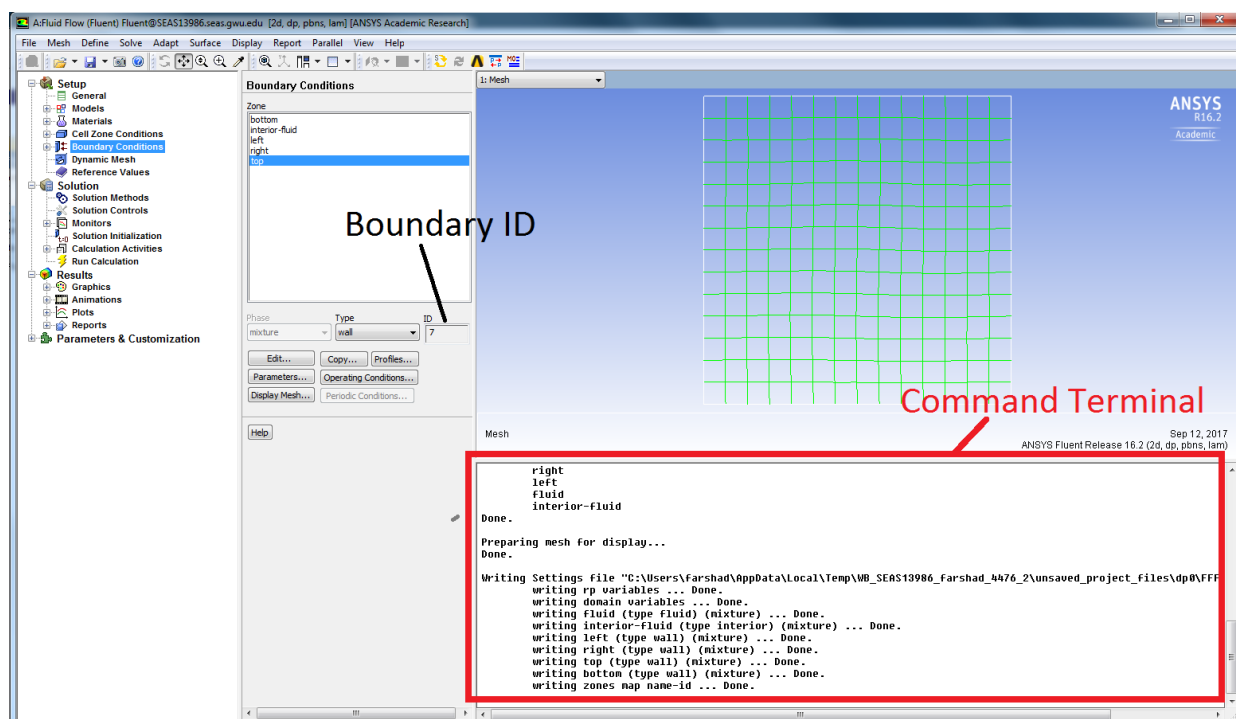 A:Fluid Flow (Fluent) Fluent@SEAS13986.seas.gwu.edu [2d, dp, pbns, lam] [ANSYS Academic Research]
File Mesh Define Solve Adapt Surface Display Report Parallel View Help
Setup
General
Models
Materials
Cell Zone Conditions
Boundary Conditions
Dynamic Mesh
Reference Values
Solution
Solution Methods
Solution Controls
Monitors
Solution Initialization
Calculation Activities
Run Calculation
Results
Graphics
Animations
Plots
Reports
Parameters & Customization
Boundary Conditions
Zone
bottom
interior-fluid
left
right
top
Boundary ID
Phase Type ID
mixture wall 7
Edit... Copy... Profiles...
Parameters... Operating Conditions...
Display Mesh... Periodic Conditions...
Help
1: Mesh
ANSYS
R16.2
Academic
Command Terminal
Mesh
Sep 12, 2017
ANSYS Fluent Release 16.2 (2d, dp, pbns, lam)
right
left
fluid
interior-fluid
Done.
Preparing mesh for display...
Done.
Writing Settings file "C:\Users\farshad\AppData\Local\Temp\WB_SEAS13986_farshad_4476_2\unsaved_project_files\dp0\FFF
writing rp variables ... Done.
writing domain variables ... Done.
writing fluid (type fluid) (mixture) ... Done.
writing interior-fluid (type interior) (mixture) ... Done.
writing left (type wall) (mixture) ... Done.
writing right (type wall) (mixture) ... Done.
writing top (type wall) (mixture) ... Done.
writing bottom (type wall) (mixture) ... Done.
writing zones map name-id ... Done.